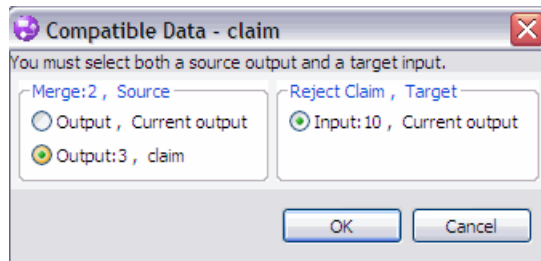 Compatible Data - claim
You must select both a source output and a target input.
Merge:2 , Source
Reject Claim , Target
Output , Current output
Input:10 , Current output
Output:3 , claim
OK
Cancel